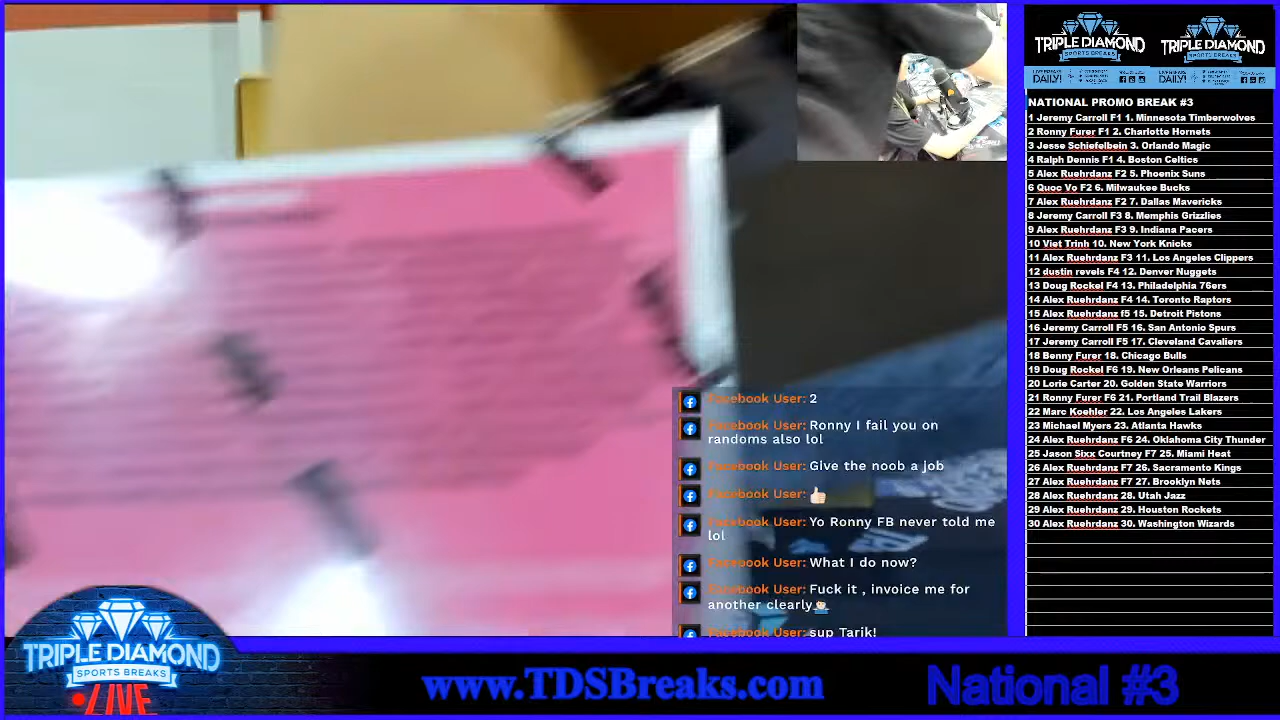 TRIPLE DIAMOND
SPORTS BREAKS
TRIPLE DIAMOND
SPORTS BREAKS
LIVE BREAKS
DAILY!
LIVE BREAKS
DAILY!
NATIONAL PROMO BREAK #3
1 Jeremy Carroll F1 1. Minnesota Timberwolves
2 Ronny Furer F1 2. Charlotte Hornets
3 Jesse Schiefelbein 3. Orlando Magic
4 Ralph Dennis F1 4. Boston Celtics
5 Alex Ruehrdanz F2 5. Phoenix Suns
6 Quoc Vo F2 6. Milwaukee Bucks
7 Alex Ruehrdanz F2 7. Dallas Mavericks
8 Jeremy Carroll F3 8. Memphis Grizzlies
9 Alex Ruehrdanz F3 9. Indiana Pacers
10 Viet Trinh 10. New York Knicks
11 Alex Ruehrdanz F3 11. Los Angeles Clippers
12 dustin revels F4 12. Denver Nuggets
13 Doug Rockel F4 13. Philadelphia 76ers
14 Alex Ruehrdanz F4 14. Toronto Raptors
15 Alex Ruehrdanz f5 15. Detroit Pistons
16 Jeremy Carroll F5 16. San Antonio Spurs
17 Jeremy Carroll F5 17. Cleveland Cavaliers
18 Benny Furer 18. Chicago Bulls
19 Doug Rockel F6 19. New Orleans Pelicans
20 Lorie Carter 20. Golden State Warriors
21 Ronny Furer F6 21. Portland Trail Blazers
22 Marc Koehler 22. Los Angeles Lakers
23 Michael Myers 23. Atlanta Hawks
24 Alex Ruehrdanz F6 24. Oklahoma City Thunder
25 Jason Sixx Courtney F7 25. Miami Heat
26 Alex Ruehrdanz F7 26. Sacramento Kings
27 Alex Ruehrdanz F7 27. Brooklyn Nets
28 Alex Ruehrdanz 28. Utah Jazz
29 Alex Ruehrdanz 29. Houston Rockets
30 Alex Ruehrdanz 30. Washington Wizards
Facebook User: 2
Facebook User: Ronny I fail you on
randoms also lol
Facebook User: Give the noob a job
Facebook User: 👍🏻
Facebook User: Yo Ronny FB never told me
lol
Facebook User: What I do now?
Facebook User: Fuck it , invoice me for
another clearly🤷🏻‍♂️
Facebook User: sup Tarik!
TRIPLE DIAMOND
SPORTS BREAKS
LIVE
www.TDSBreaks.com
National #3